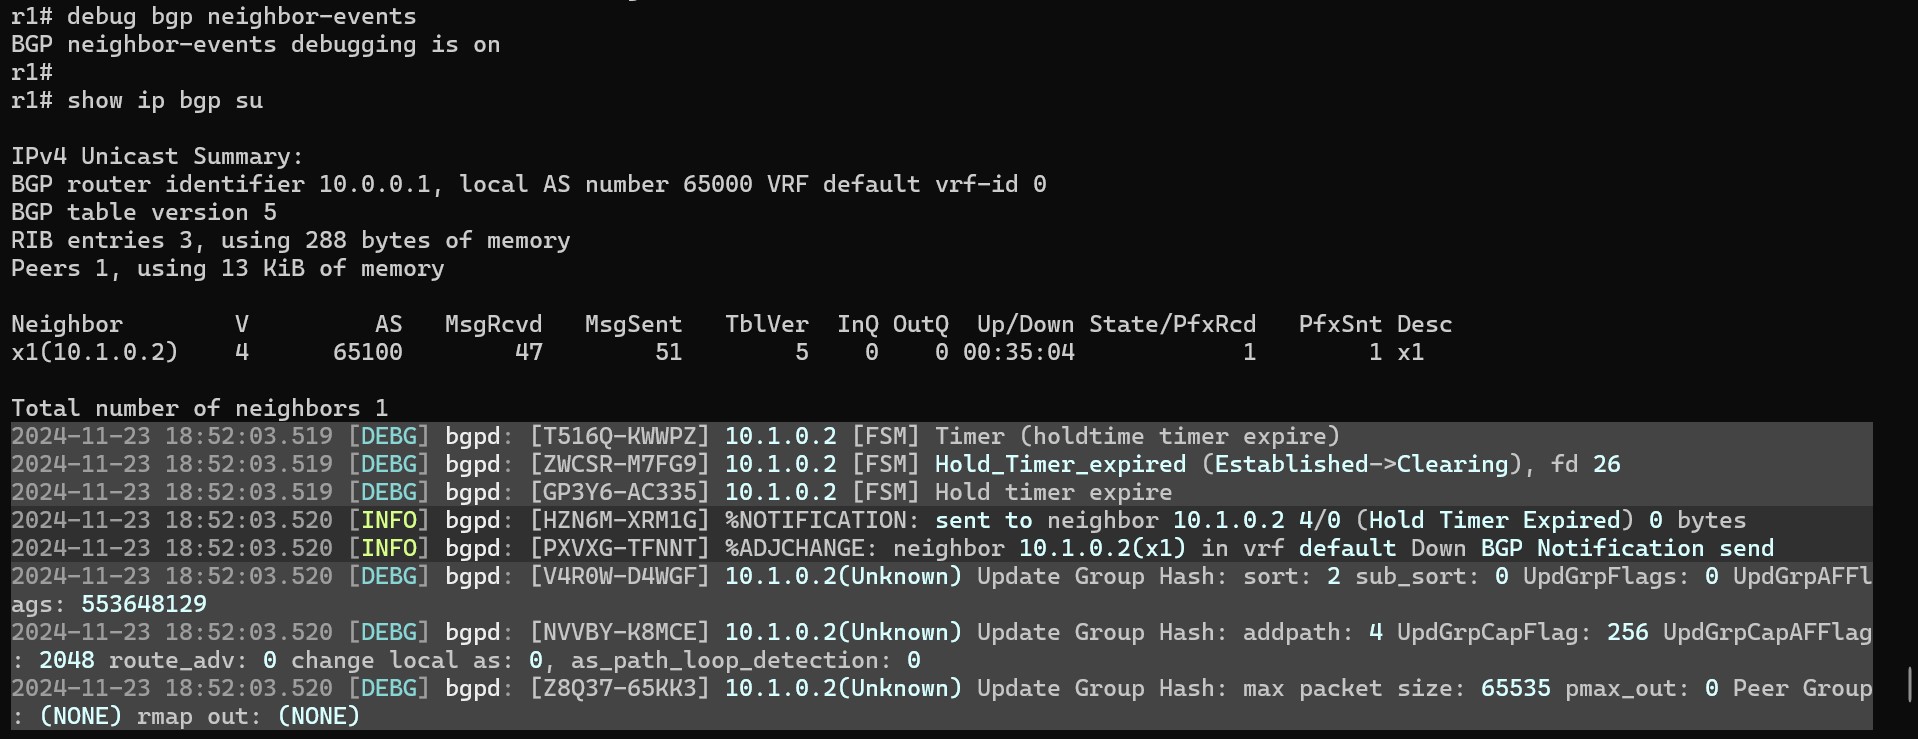 r1# debug bgp neighbor-events
BGP neighbor-events debugging is on
r1#
r1# show ip bgp su
IPv4 Unicast Summary:
BGP router identifier 10.0.0.1, local AS number 65000 VRF default vrf-id 0
BGP table version 5
RIB entries 3, using 288 bytes of memory
Peers 1, using 13 KiB of memory
Neighbor        V         AS   MsgRcvd   MsgSent   TblVer  InQ OutQ  Up/Down State/PfxRcd   PfxSnt Desc
x1(10.1.0.2)    4      65100        47        51        5    0    0 00:35:04            1        1 x1
Total number of neighbors 1
2024-11-23 18:52:03.519 [DEBG] bgpd: [T516Q-KWWPZ] 10.1.0.2 [FSM] Timer (holdtime timer expire)
2024-11-23 18:52:03.519 [DEBG] bgpd: [ZWCSR-M7FG9] 10.1.0.2 [FSM] Hold_Timer_expired (Established->Clearing), fd 26
2024-11-23 18:52:03.519 [DEBG] bgpd: [GP3Y6-AC335] 10.1.0.2 [FSM] Hold timer expire
2024-11-23 18:52:03.520 [INFO] bgpd: [HZN6M-XRM1G] %NOTIFICATION: sent to neighbor 10.1.0.2 4/0 (Hold Timer Expired) 0 bytes
2024-11-23 18:52:03.520 [INFO] bgpd: [PXVXG-TFNNT] %ADJCHANGE: neighbor 10.1.0.2(x1) in vrf default Down BGP Notification send
2024-11-23 18:52:03.520 [DEBG] bgpd: [V4R0W-D4WGF] 10.1.0.2(Unknown) Update Group Hash: sort: 2 sub_sort: 0 UpdGrpFlags: 0 UpdGrpAFFl
ags: 553648129
2024-11-23 18:52:03.520 [DEBG] bgpd: [NVVBY-K8MCE] 10.1.0.2(Unknown) Update Group Hash: addpath: 4 UpdGrpCapFlag: 256 UpdGrpCapAFFlag
: 2048 route_adv: 0 change local as: 0, as_path_loop_detection: 0
2024-11-23 18:52:03.520 [DEBG] bgpd: [Z8Q37-65KK3] 10.1.0.2(Unknown) Update Group Hash: max packet size: 65535 pmax_out: 0 Peer Group
: (NONE) rmap out: (NONE)